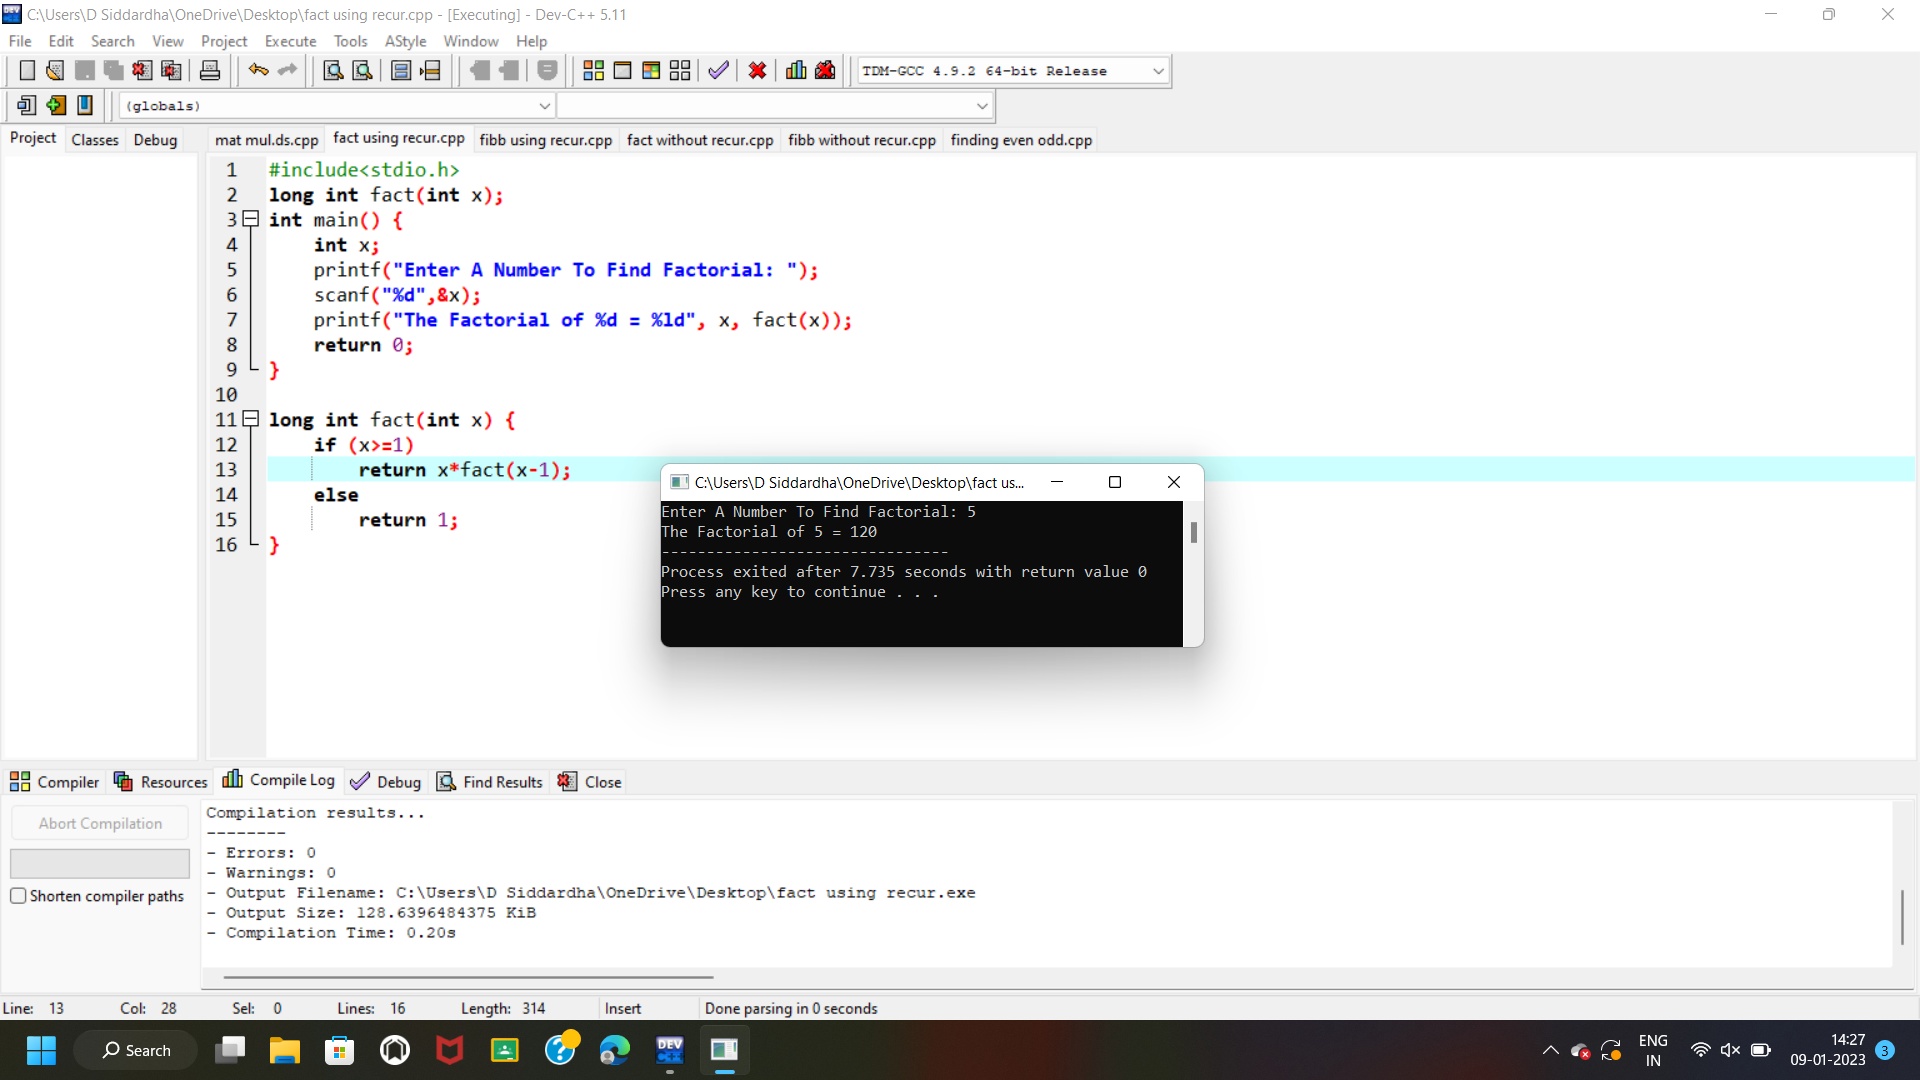 C:\Users\D Siddardha\OneDrive\Desktop\fact using recur.cpp - [Executing] - Dev-C++ 5.11
File Edit Search View Project Execute Tools AStyle Window Help
TDM-GCC 4.9.2 64-bit Release
(globals)
Project Classes Debug
mat mul.ds.cpp fact using recur.cpp fibb using recur.cpp fact without recur.cpp fibb without recur.cpp finding even odd.cpp
1 #include<stdio.h>
2 long int fact(int x);
3 int main() {
4 int x;
5 printf("Enter A Number To Find Factorial: ");
6 scanf("%d",&x);
7 printf("The Factorial of %d = %ld", x, fact(x));
8 return 0;
9 }
10
11 long int fact(int x) {
12 if (x>=1)
13 return x*fact(x-1);
14 else
15 return 1;
16 }
C:\Users\D Siddardha\OneDrive\Desktop\fact us...
Enter A Number To Find Factorial: 5
The Factorial of 5 = 120
--------------------------------
Process exited after 7.735 seconds with return value 0
Press any key to continue . . .
Compiler Resources Compile Log Debug Find Results Close
Abort Compilation
Shorten compiler paths
Compilation results...
--------
- Errors: 0
- Warnings: 0
- Output Filename: C:\Users\D Siddardha\OneDrive\Desktop\fact using recur.exe
- Output Size: 128.6396484375 KiB
- Compilation Time: 0.20s
Line: 13 Col: 28 Sel: 0 Lines: 16 Length: 314 Insert Done parsing in 0 seconds
Search
DEV
C++
ENG
IN
14:27
09-01-2023
3